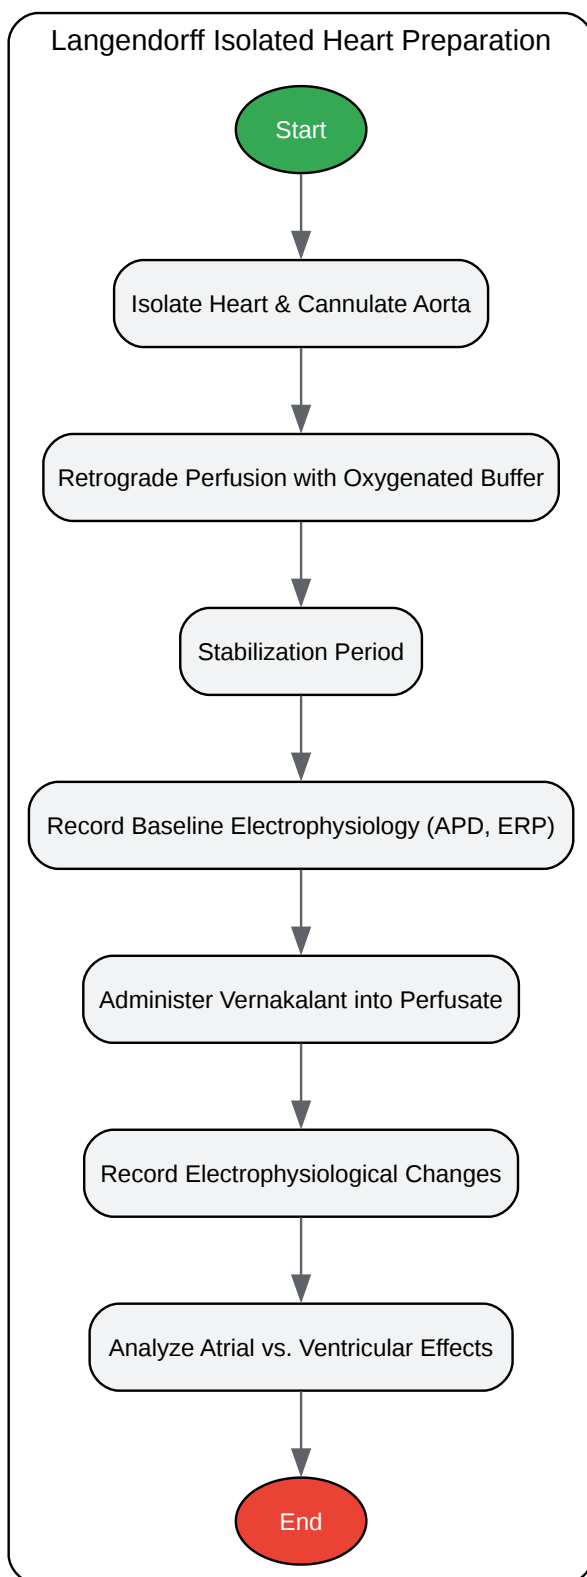 Langendorff Isolated Heart Preparation
Start
Isolate Heart & Cannulate Aorta
Retrograde Perfusion with Oxygenated Buffer
Stabilization Period
Record Baseline Electrophysiology (APD, ERP)
Administer Vernakalant into Perfusate
Record Electrophysiological Changes
Analyze Atrial vs. Ventricular Effects
End